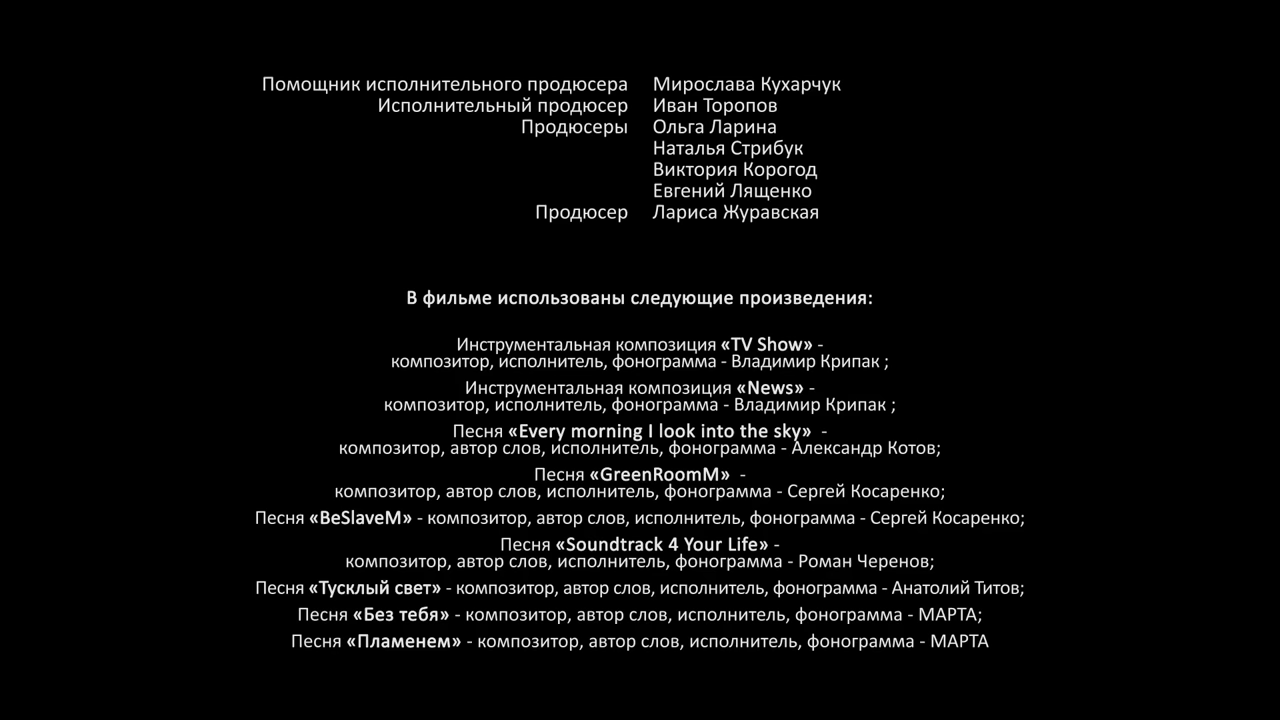 Помощник исполнительного продюсера Мирослава Кухарчук
Исполнительный продюсер Иван Торопов
Продюсеры Ольга Ларина
Наталья Стрибук
Виктория Корогод
Евгений Лященко
Продюсер Лариса Журавская
В фильме использованы следующие произведения:
Инструментальная композиция «TV Show» -
композитор, исполнитель, фонограмма - Владимир Крипак ;
Инструментальная композиция «News» -
композитор, исполнитель, фонограмма - Владимир Крипак ;
Песня «Every morning I look into the sky» -
композитор, автор слов, исполнитель, фонограмма - Александр Котов;
Песня «GreenRoomM» -
композитор, автор слов, исполнитель, фонограмма - Сергей Косаренко;
Песня «BeSlaveM» - композитор, автор слов, исполнитель, фонограмма - Сергей Косаренко;
Песня «Soundtrack 4 Your Life» -
композитор, автор слов, исполнитель, фонограмма - Роман Черенов;
Песня «Тусклый свет» - композитор, автор слов, исполнитель, фонограмма - Анатолий Титов;
Песня «Без тебя» - композитор, автор слов, исполнитель, фонограмма - МАРТА;
Песня «Пламенем» - композитор, автор слов, исполнитель, фонограмма - МАРТА